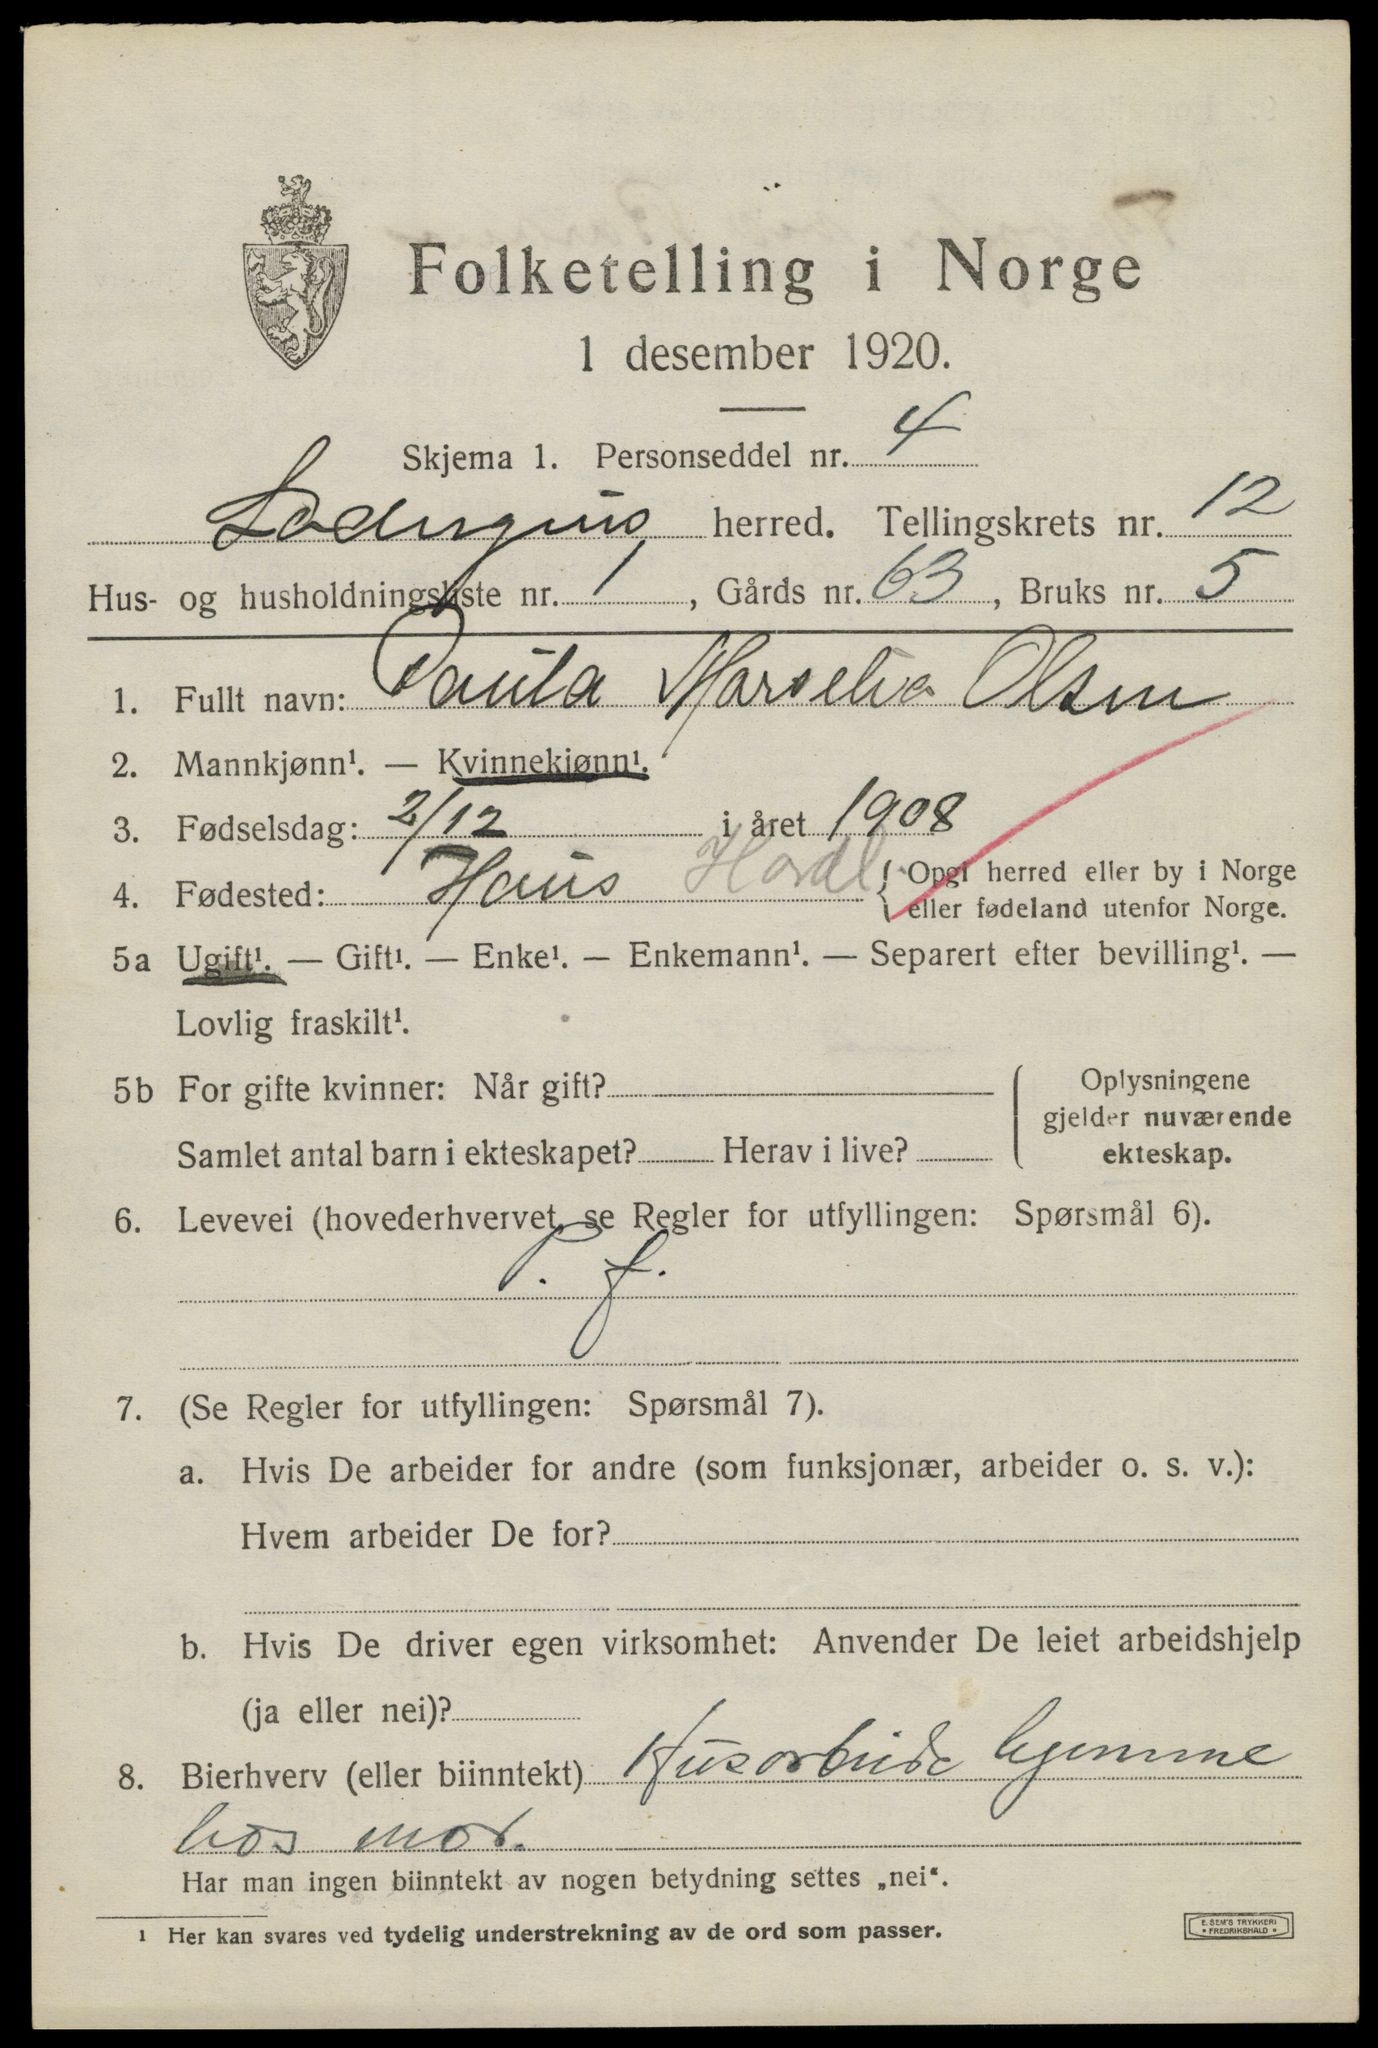 Folketelling i Norge
1 desember 1920.
Skjema 1. Personseddel nr. 4
herred. Tellingskrets nr. 12
Hus- og husholdningsliste nr. 1, Gårds nr. 63, Bruks nr. 5
1. Fullt navn: Paula Marselia Olsen
2. Mannkjønn¹. — Kvinnekjønn¹.
3. Fødselsdag: 2/12 i året 1908
4. Fødested: Haus Hordl. { Opgi herred eller by i Norge
eller fødeland utenfor Norge.
5a Ugift¹. — Gift¹. — Enke¹. — Enkemann¹. — Separert efter bevilling¹. —
Lovlig fraskilt¹.
5b For gifte kvinner: Når gift? Oplysningene
gjelder nuværende
Samlet antal barn i ekteskapet? Herav i live? ekteskap.
6. Levevei (hovederhvervet, se Regler for utfyllingen: Spørsmål 6).
P. f.
7. (Se Regler for utfyllingen: Spørsmål 7).
a. Hvis De arbeider for andre (som funksjonær, arbeider o. s. v.):
Hvem arbeider De for?
b. Hvis De driver egen virksomhet: Anvender De leiet arbeidshjelp
(ja eller nei)?
8. Bierhverv (eller biinntekt) Husarbeide hjemme
hos mor.
Har man ingen biinntekt av nogen betydning settes „nei“.
¹ Her kan svares ved tydelig understrekning av de ord som passer.
E. SEM'S TRYKKERI
• FREDRIKSHALD •